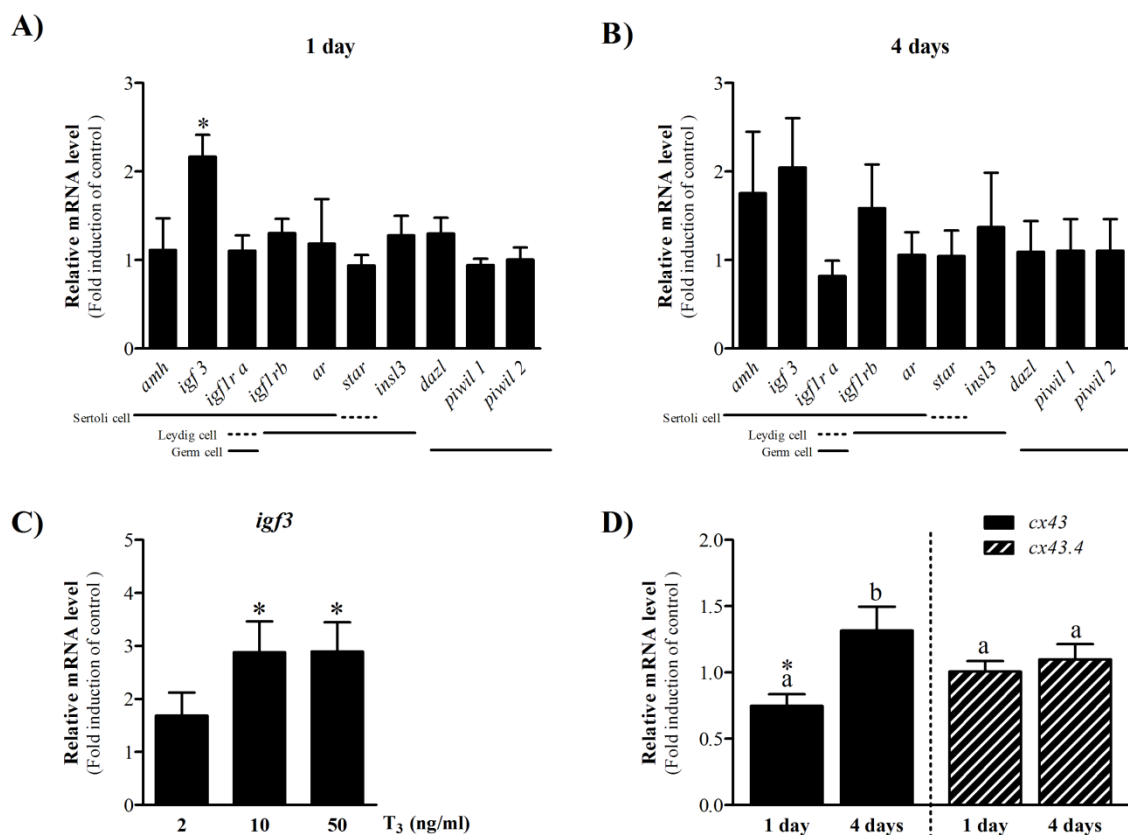 A)
1 day
Relative mRNA level
(Fold induction of control )
3
2
1
0
*
amh
igf 3
igf1r a
igf1rb
ar
star
insl3
dazl
piwil 1
piwil 2
Sertoli cell
Leydig cell
Germ cell
B)
4 days
Relative mRNA level
(Fold induction of control )
3
2
1
0
amh
igf 3
igf1r a
igf1rb
ar
star
insl3
dazl
piwil 1
piwil 2
Sertoli cell
Leydig cell
Germ cell
C)
igf3
Relative mRNA level
(Fold induction of control )
5
4
3
2
1
0
* *
2 10 50 T3 (ng/ml)
D)
cx43
cx43.4
Relative mRNA level
(Fold induction of control )
2.0
1.5
1.0
0.5
0.0
*
a b a a
1 day 4 days 1 day 4 days